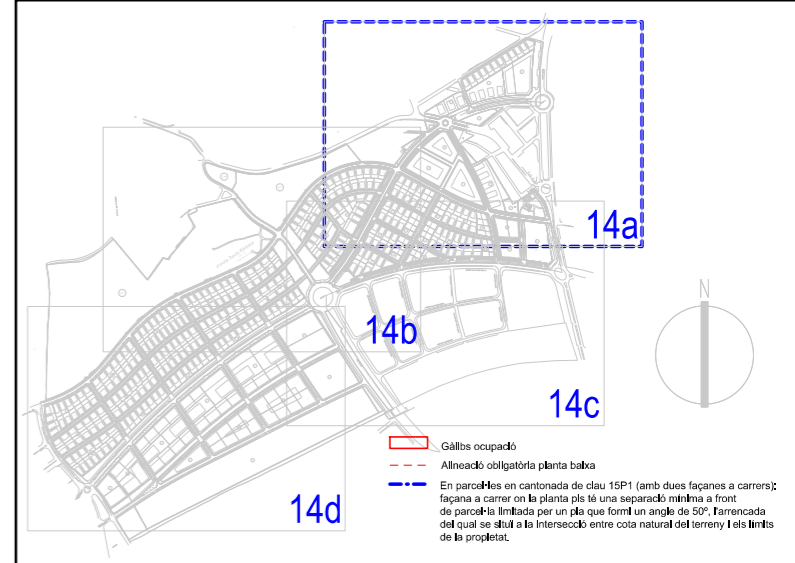 14a
N
14b
14c
14d
Gàlibs ocupació
Alineació obligatòria planta baixa
En parcel·les en cantonada de clau 15P1 (amb dues façanes a carrers):
façana a carrer on la planta pis té una separació mínima a front
de parcel·la limitada per un pla que formi un angle de 50º, l'arrencada
del qual se situï a la intersecció entre cota natural del terreny i els límits
de la propietat.